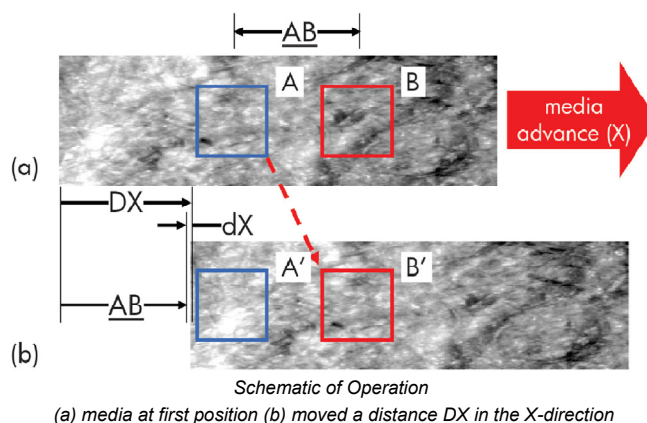 AB
A
B
media
advance (X)
(a)
DX
dX
A'
B'
AB
(b)
Schematic of Operation
(a) media at first position (b) moved a distance DX in the X-direction